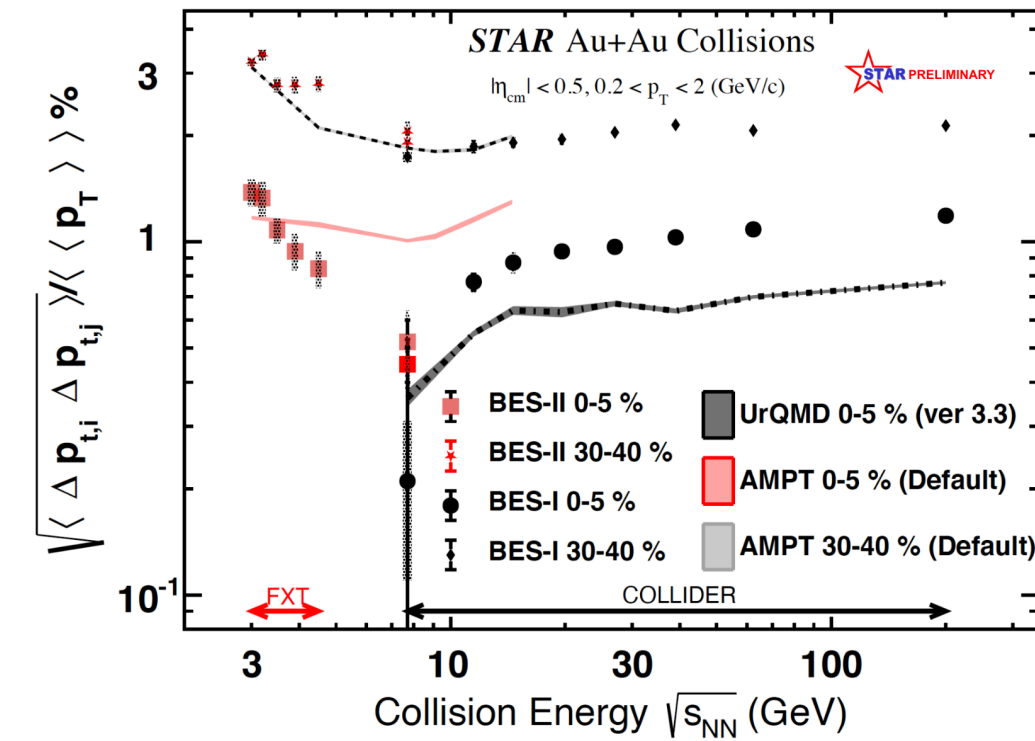 STAR Au+Au Collisions
|η_cm| < 0.5, 0.2 < p_T < 2 (GeV/c)
STAR PRELIMINARY
√⟨ Δ p_t,i Δ p_t,j ⟩/⟨⟨ p_T ⟩⟩ %
3
1
10^-1
BES-II 0-5 %
BES-II 30-40 %
BES-I 0-5 %
BES-I 30-40 %
UrQMD 0-5 % (ver 3.3)
AMPT 0-5 % (Default)
AMPT 30-40 % (Default)
FXT
COLLIDER
3 10 30 100
Collision Energy √s_NN (GeV)